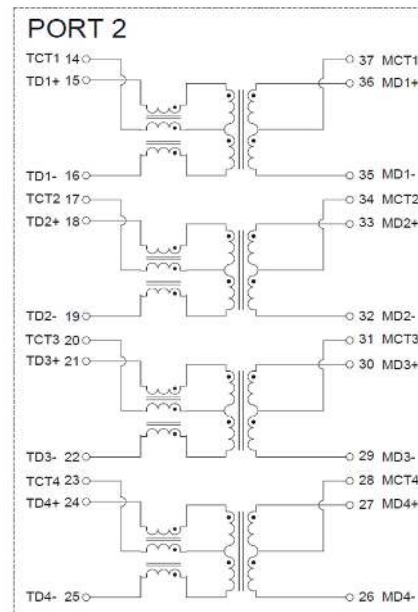 PORT 2
TCT1 14 37 MCT1
TD1+ 15 36 MD1+
TD1- 16 35 MD1-
TCT2 17 34 MCT2
TD2+ 18 33 MD2+
TD2- 19 32 MD2-
TCT3 20 31 MCT3
TD3+ 21 30 MD3+
TD3- 22 29 MD3-
TCT4 23 28 MCT4
TD4+ 24 27 MD4+
TD4- 25 26 MD4-